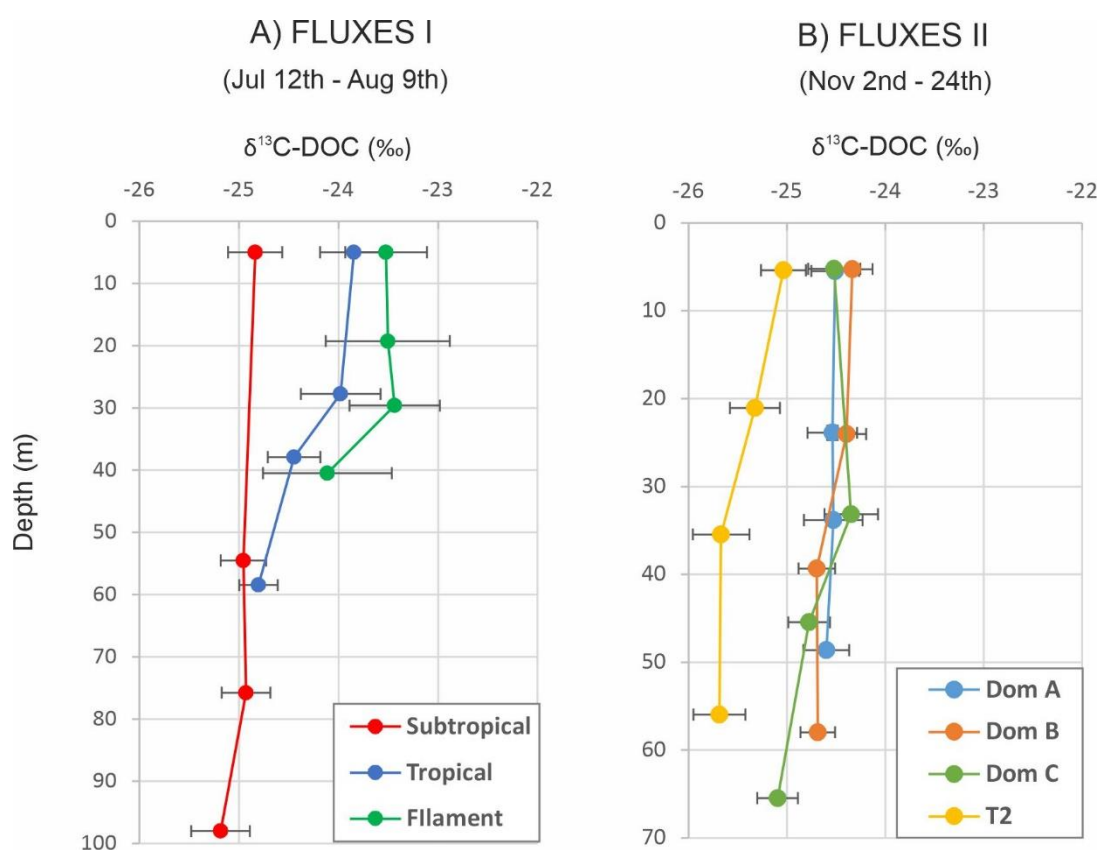 A) FLUXES I
(Jul 12th - Aug 9th)
δ¹³C-DOC (‰)
-26 -25 -24 -23 -22
0
10
20
30
40
50
60
70
80
90
100
Depth (m)
Subtropical
Tropical
FIlament
B) FLUXES II
(Nov 2nd - 24th)
δ¹³C-DOC (‰)
-26 -25 -24 -23 -22
0
10
20
30
40
50
60
70
Dom A
Dom B
Dom C
T2